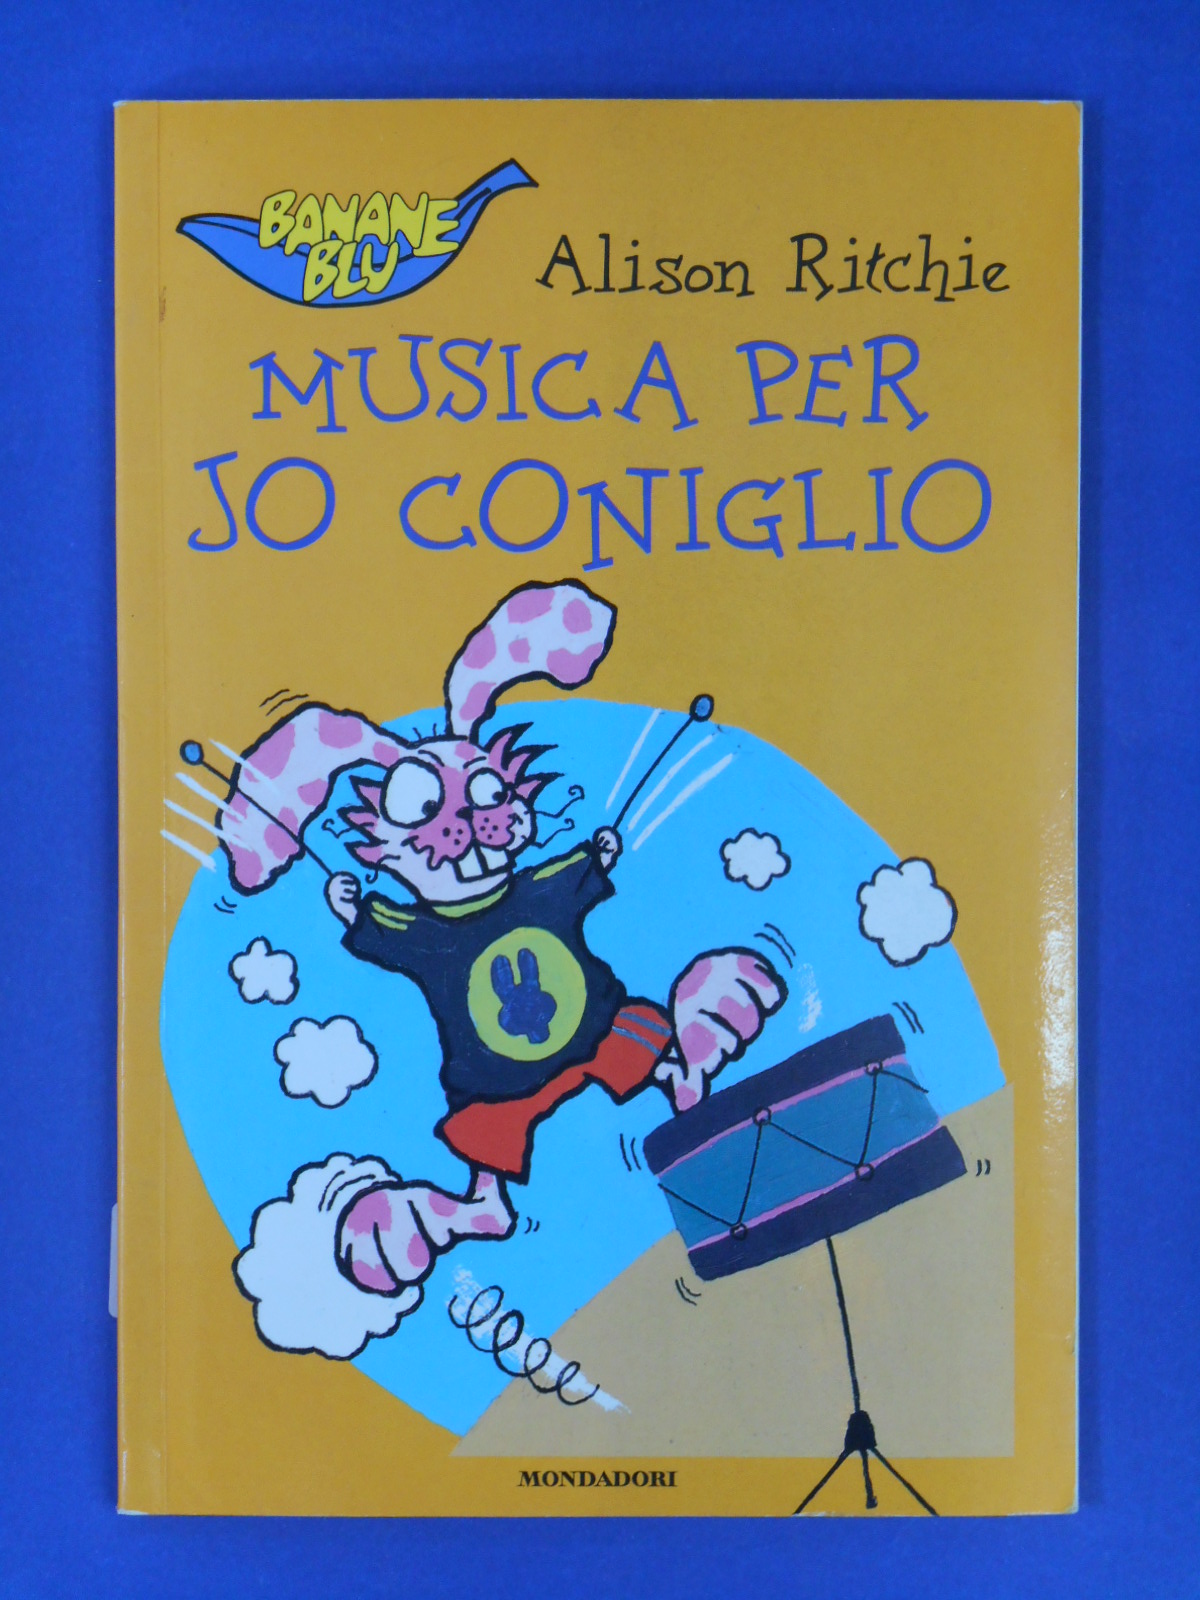 BANANE
BLU
Alison Ritchie
MUSICA PER
JO CONIGLIO
MONDADORI